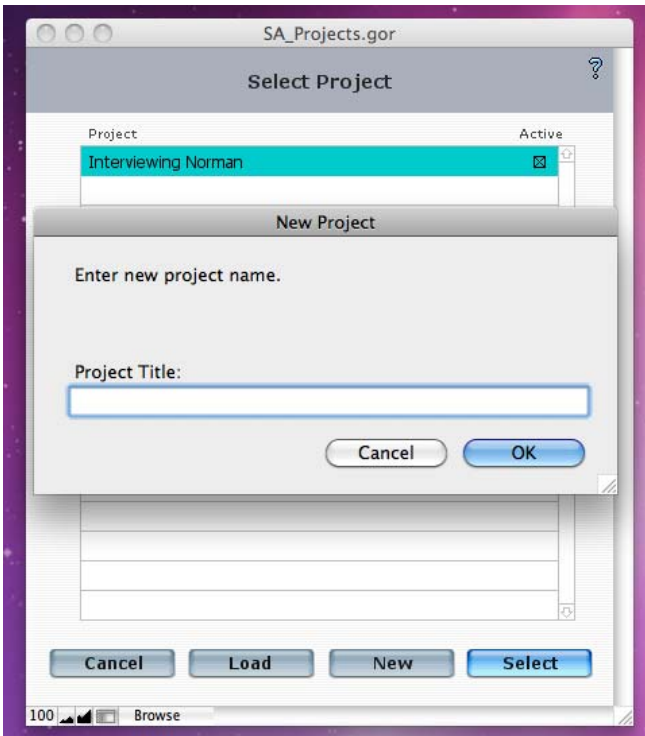 SA_Projects.gor
Select Project
?
Project Active
Interviewing Norman
New Project
Enter new project name.
Project Title:
Cancel OK
Cancel Load New Select
100 Browse